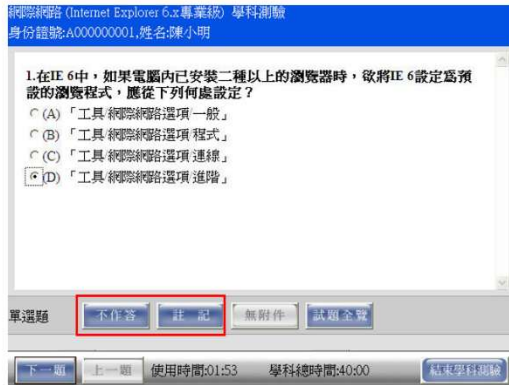 網際網路 (Internet Explorer 6.x專業級) 學科測驗
身份證號:A000000001,姓名:陳小明
1.在IE 6中，如果電腦內已安裝二種以上的瀏覽器時，欲將IE 6設定為預
設的瀏覽程式，應從下列何處設定？
(A) 「工具/網際網路選項/一般」
(B) 「工具/網際網路選項/程式」
(C) 「工具/網際網路選項/連線」
(D) 「工具/網際網路選項/進階」
單選題 不作答 註 記 無附件 試題全覽
下一題 上一題 使用時間:01:53 學科總時間:40:00 結束學科測驗